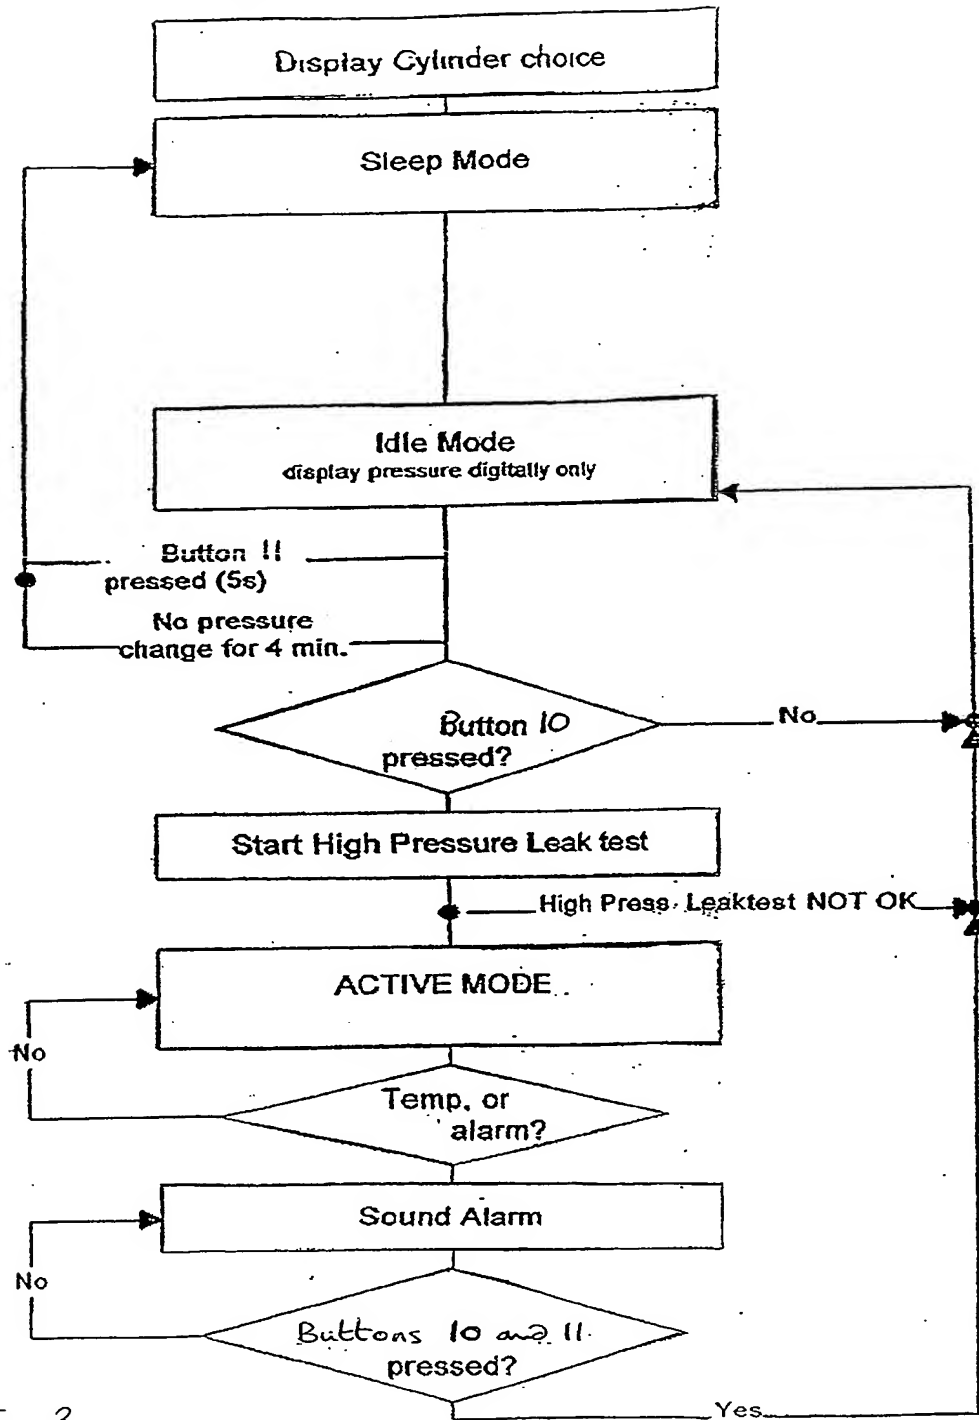 Display Cylinder choice
Sleep Mode
Idle Mode
display pressure digitally only
Button 11
pressed (5s)
No pressure
change for 4 min.
Button 10
pressed?
No
Start High Pressure Leak test
High Press. Leaktest NOT OK
ACTIVE MODE
No
Temp. or
alarm?
Sound Alarm
No
Buttons 10 and 11
pressed?
Yes
2